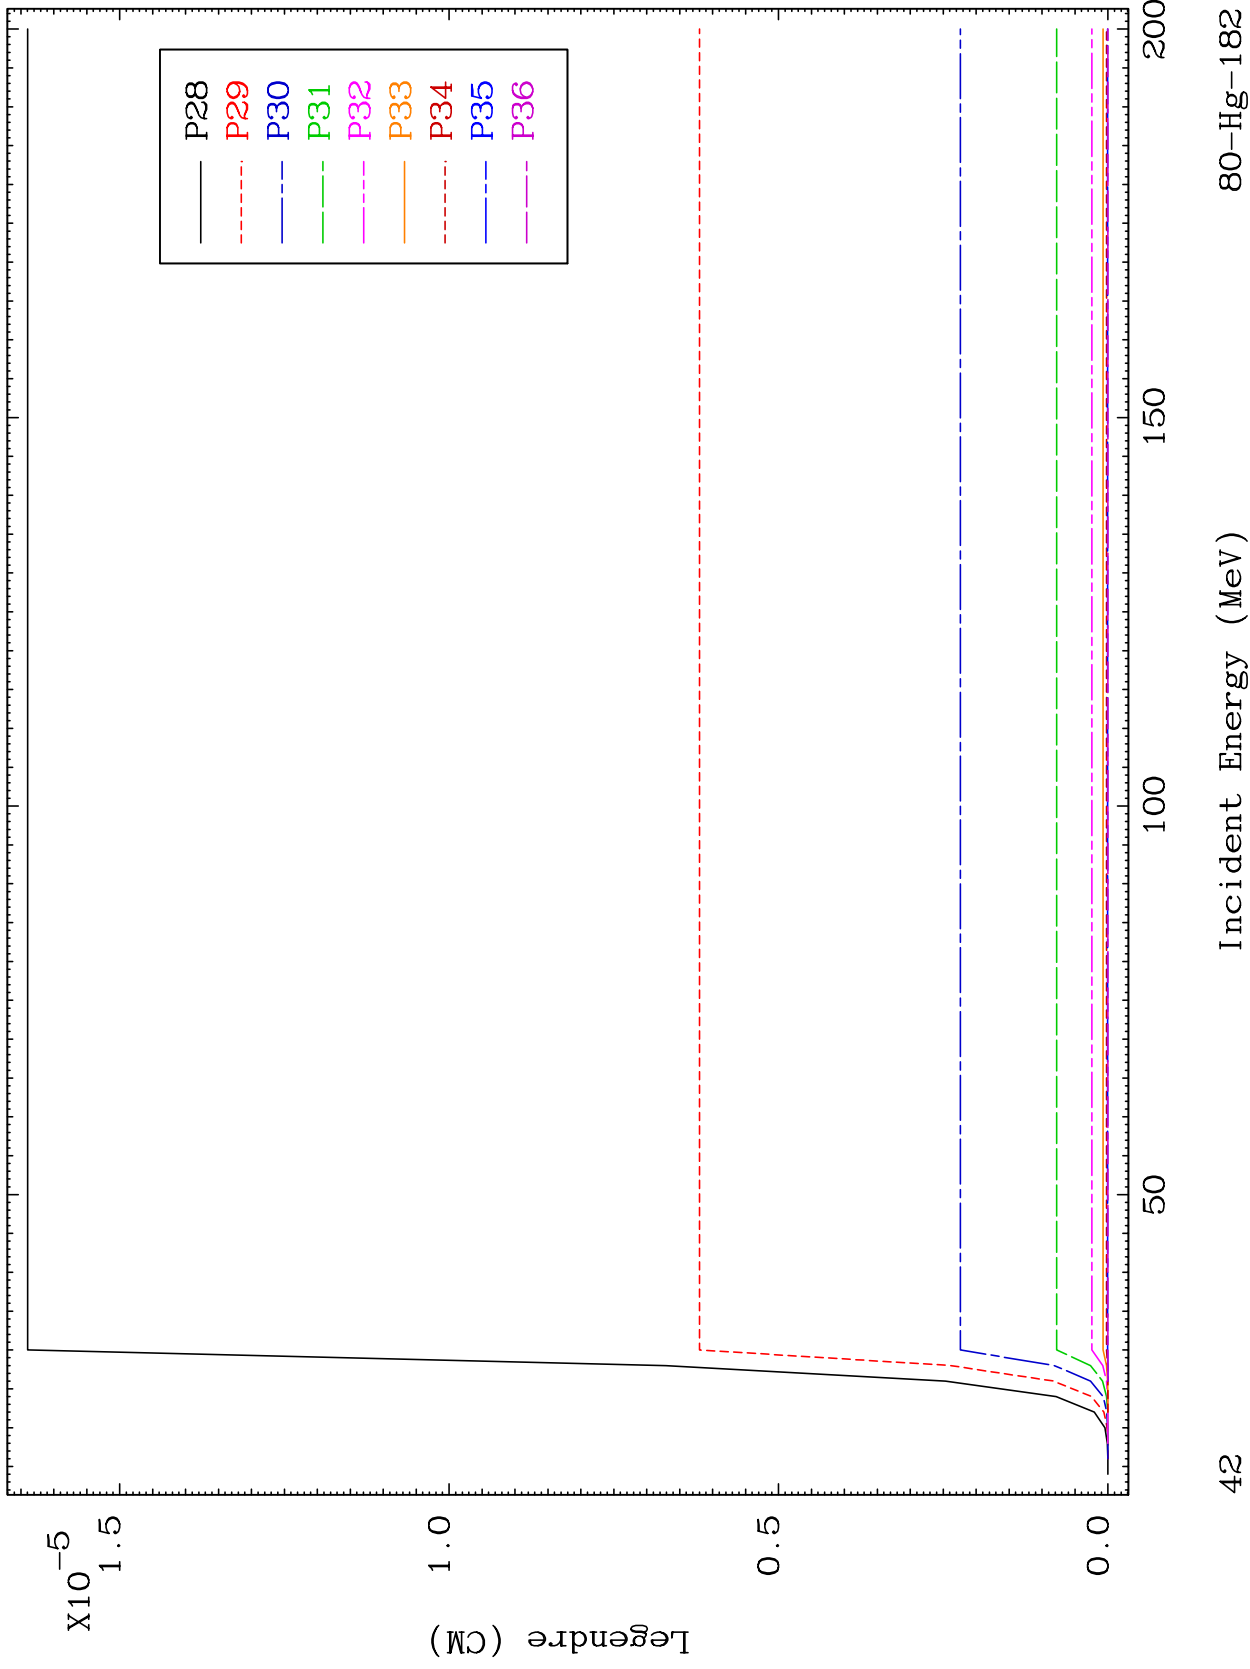 X10-5
1.5
1.0
0.5
0.0
Legendre (CM)
P28
P29
P30
P31
P32
P33
P34
P35
P36
50
100
150
200
Incident Energy (MeV)
42
80-Hg-182